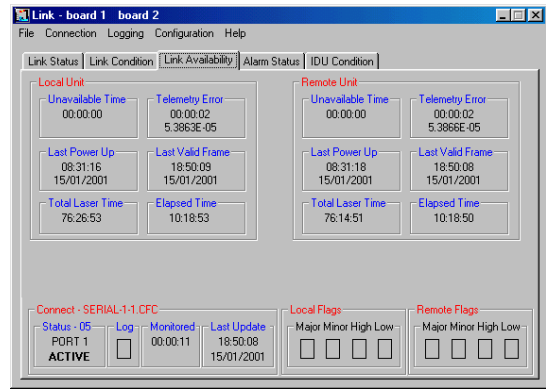 Link - board 1 board 2
File Connection Logging Configuration Help
Link Status Link Condition Link Availability Alarm Status IDU Condition
Local Unit
Unavailable Time
00:00:00
Telemetry Error
00:00:02
5.3863E-05
Last Power Up
08:31:16
15/01/2001
Last Valid Frame
18:50:09
15/01/2001
Total Laser Time
76:26:53
Elapsed Time
10:18:53
Remote Unit
Unavailable Time
00:00:00
Telemetry Error
00:00:02
5.3866E-05
Last Power Up
08:31:18
15/01/2001
Last Valid Frame
18:50:08
15/01/2001
Total Laser Time
76:14:51
Elapsed Time
10:18:50
Connect - SERIAL-1-1.CFC
Status - 05
PORT 1
ACTIVE
Log
Monitored
00:00:11
Last Update
18:50:08
15/01/2001
Local Flags
Major Minor High Low
Remote Flags
Major Minor High Low